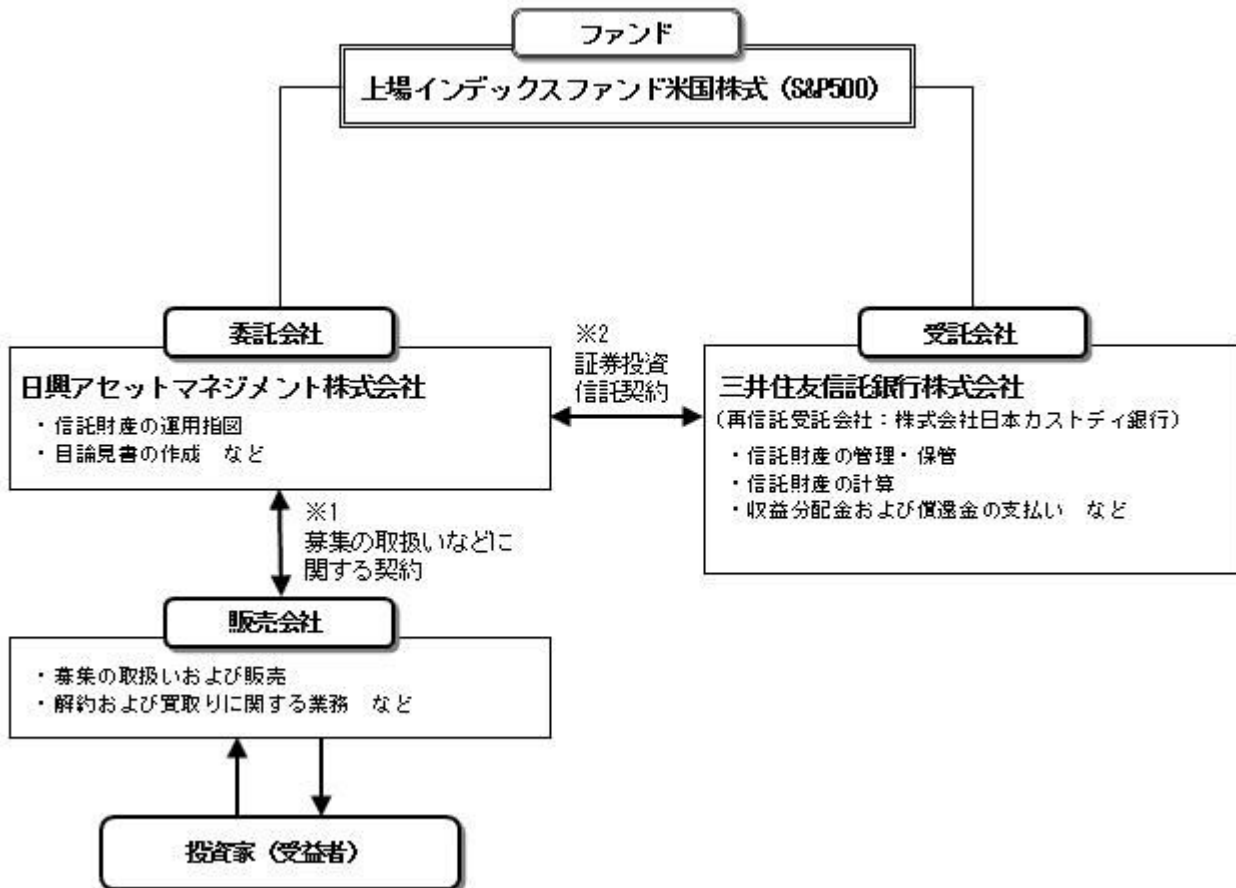 ファンド
上場インデックスファンド米国株式（S&P500）
委託会社
日興アセットマネジメント株式会社
・信託財産の運用指図
・目論見書の作成　など
※2
証券投資
信託契約
受託会社
三井住友信託銀行株式会社
（再信託受託会社：株式会社日本カストディ銀行）
・信託財産の管理・保管
・信託財産の計算
・収益分配金および償還金の支払い　など
※1
募集の取扱いなどに
関する契約
販売会社
・募集の取扱いおよび販売
・解約および買取りに関する業務　など
投資家（受益者）